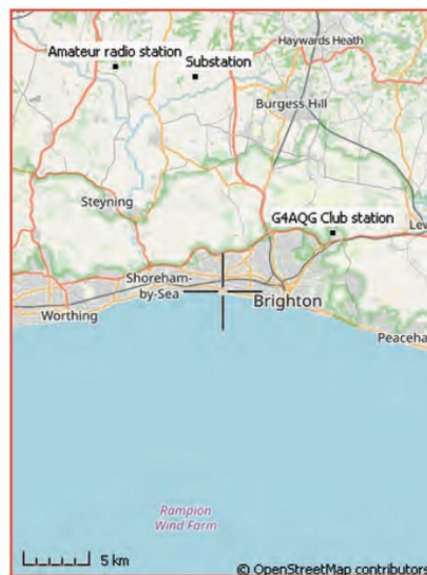 Amateur radio station
Haywards Heath
Substation
Burgess Hill
Steyning
G4AQG Club station
Lew
Shoreham-
by-Sea
Brighton
Worthing
Peaceha
Rampion
Wind Farm
5 km
© OpenStreetMap contributors